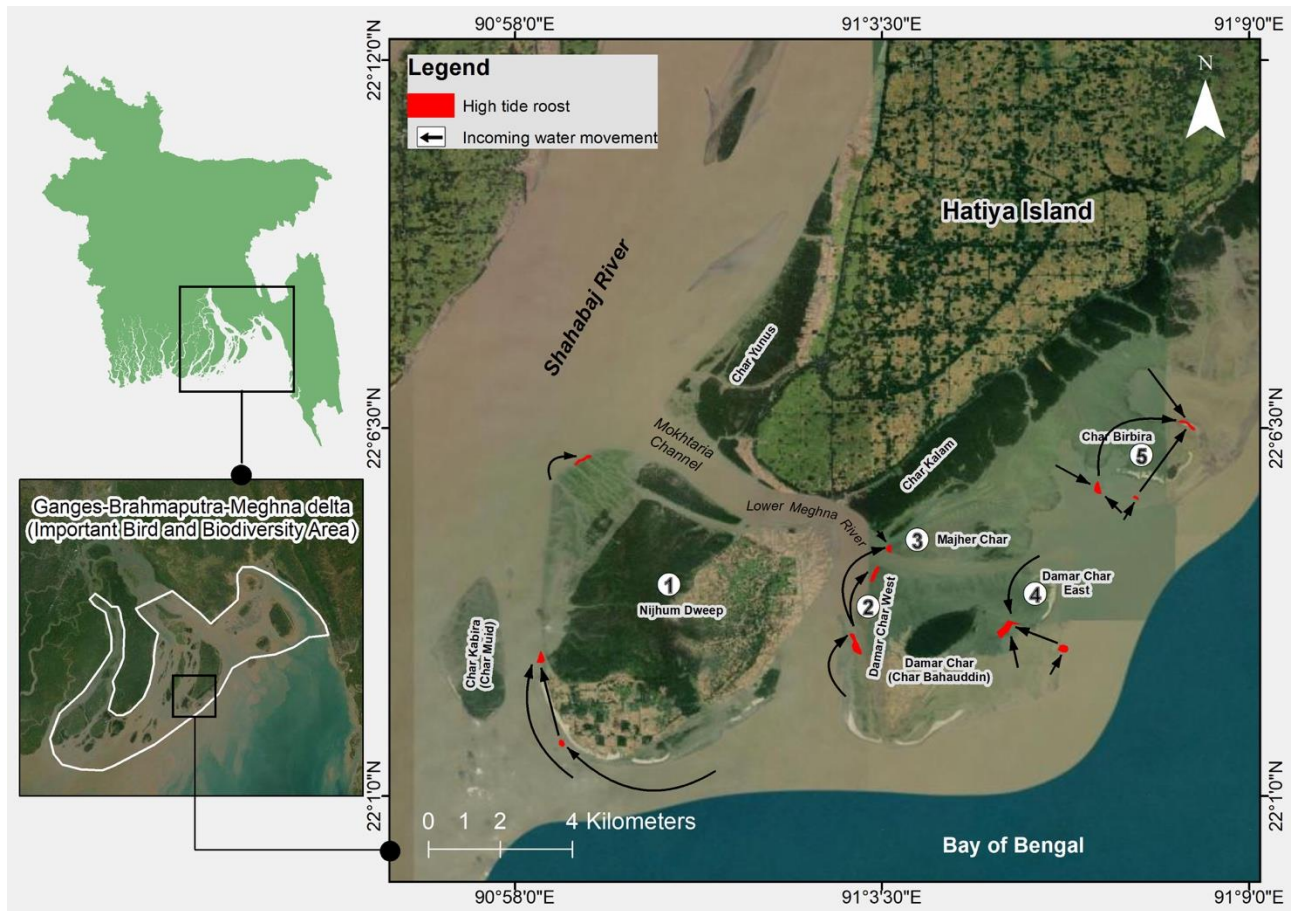 90°58'0"E
91°3'30"E
91°9'0"E
22°12'0"N
22°12'0"N
Legend
High tide roost
Incoming water movement
N
Hatiya Island
Shahabaj River
Char Yunus
22°6'30"N
22°6'30"N
Mokhtaria
Channel
Char Birbira
5
Char Kalam
Lower Meghna River
3
Majher Char
Ganges-Brahmaputra-Meghna delta
(Important Bird and Biodiversity Area)
1
Nijhum Dweep
2
Damar Char West
4
Damar Char
East
Char Kabira
(Char Muid)
Damar Char
(Char Bahauddin)
22°1'0"N
22°1'0"N
0 1 2 4 Kilometers
Bay of Bengal
90°58'0"E
91°3'30"E
91°9'0"E